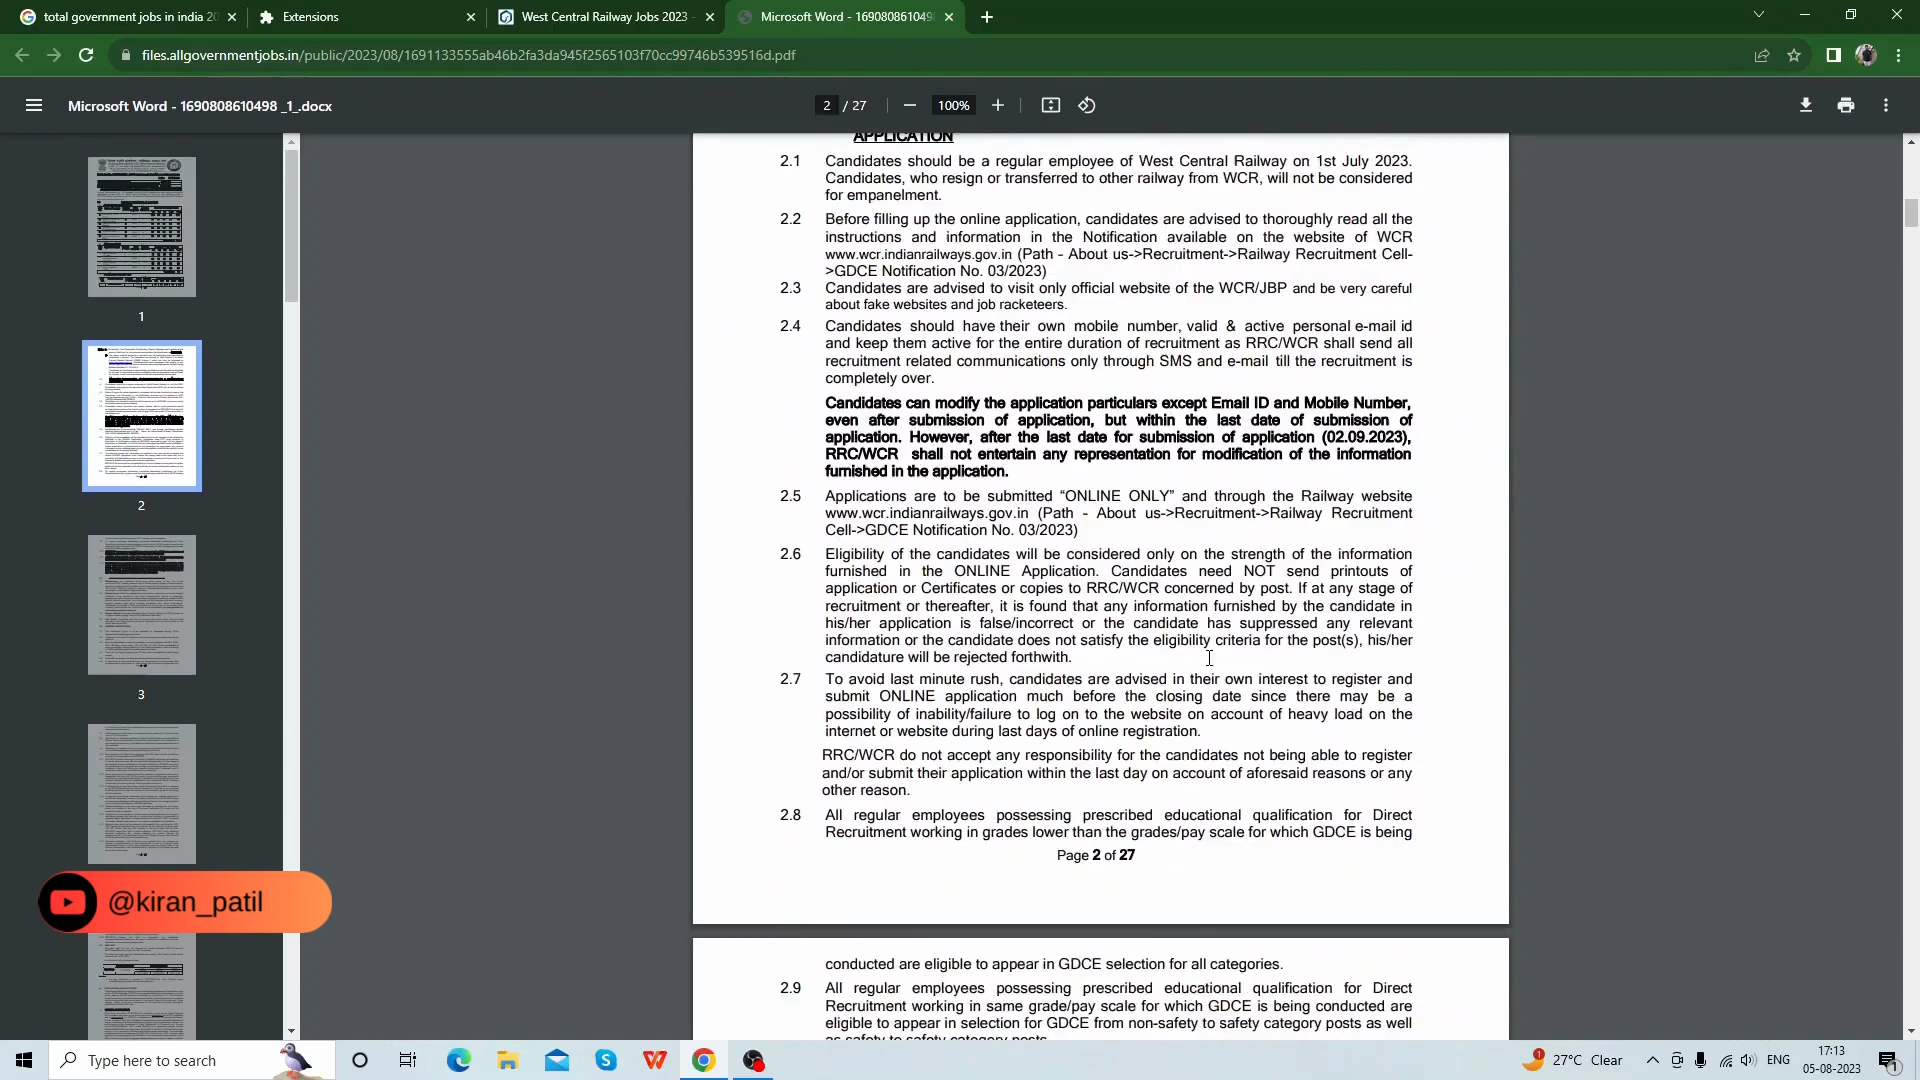 total government jobs in india 20
Extensions
West Central Railway Jobs 2023 -
Microsoft Word - 1690808610498
files.allgovernmentjobs.in/public/2023/08/1691133555ab46b2fa3da945f2565103f70cc99746b539516d.pdf
Microsoft Word - 1690808610498 _1_.docx
2 / 27
100%
1
2
3
@kiran_patil
APPLICATION
2.1 Candidates should be a regular employee of West Central Railway on 1st July 2023.
Candidates, who resign or transferred to other railway from WCR, will not be considered
for empanelment.
2.2 Before filling up the online application, candidates are advised to thoroughly read all the
instructions and information in the Notification available on the website of WCR
www.wcr.indianrailways.gov.in (Path - About us->Recruitment->Railway Recruitment Cell-
>GDCE Notification No. 03/2023)
2.3 Candidates are advised to visit only official website of the WCR/JBP and be very careful
about fake websites and job racketeers.
2.4 Candidates should have their own mobile number, valid & active personal e-mail id
and keep them active for the entire duration of recruitment as RRC/WCR shall send all
recruitment related communications only through SMS and e-mail till the recruitment is
completely over.
Candidates can modify the application particulars except Email ID and Mobile Number,
even after submission of application, but within the last date of submission of
application. However, after the last date for submission of application (02.09.2023),
RRC/WCR shall not entertain any representation for modification of the information
furnished in the application.
2.5 Applications are to be submitted “ONLINE ONLY” and through the Railway website
www.wcr.indianrailways.gov.in (Path - About us->Recruitment->Railway Recruitment
Cell->GDCE Notification No. 03/2023)
2.6 Eligibility of the candidates will be considered only on the strength of the information
furnished in the ONLINE Application. Candidates need NOT send printouts of
application or Certificates or copies to RRC/WCR concerned by post. If at any stage of
recruitment or thereafter, it is found that any information furnished by the candidate in
his/her application is false/incorrect or the candidate has suppressed any relevant
information or the candidate does not satisfy the eligibility criteria for the post(s), his/her
candidature will be rejected forthwith.
2.7 To avoid last minute rush, candidates are advised in their own interest to register and
submit ONLINE application much before the closing date since there may be a
possibility of inability/failure to log on to the website on account of heavy load on the
internet or website during last days of online registration.
RRC/WCR do not accept any responsibility for the candidates not being able to register
and/or submit their application within the last day on account of aforesaid reasons or any
other reason.
2.8 All regular employees possessing prescribed educational qualification for Direct
Recruitment working in grades lower than the grades/pay scale for which GDCE is being
Page 2 of 27
conducted are eligible to appear in GDCE selection for all categories.
2.9 All regular employees possessing prescribed educational qualification for Direct
Recruitment working in same grade/pay scale for which GDCE is being conducted are
eligible to appear in selection for GDCE from non-safety to safety category posts as well
as safety to safety category posts.
Type here to search
27°C Clear
ENG
17:13
05-08-2023